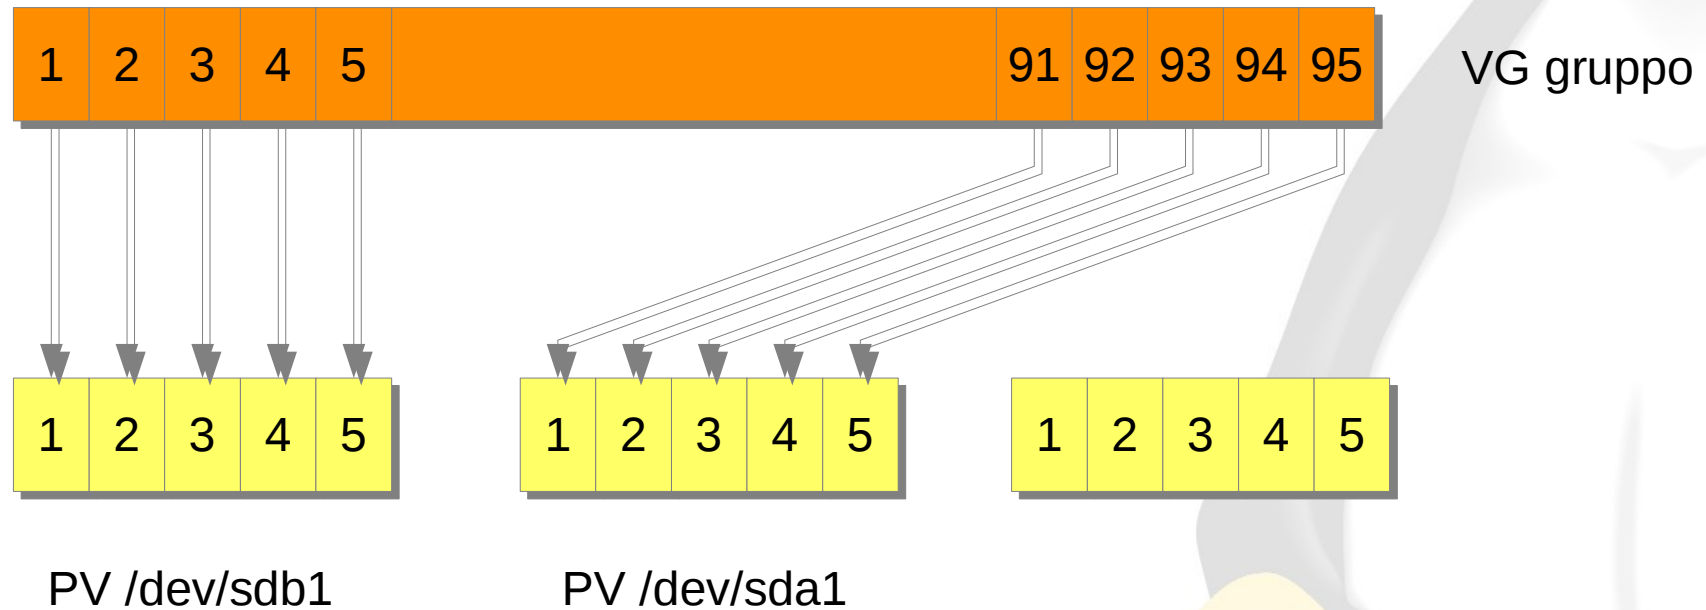 1 2 3 4 5 91 92 93 94 95 VG gruppo
1 2 3 4 5 1 2 3 4 5 1 2 3 4 5
PV /dev/sdb1 PV /dev/sda1